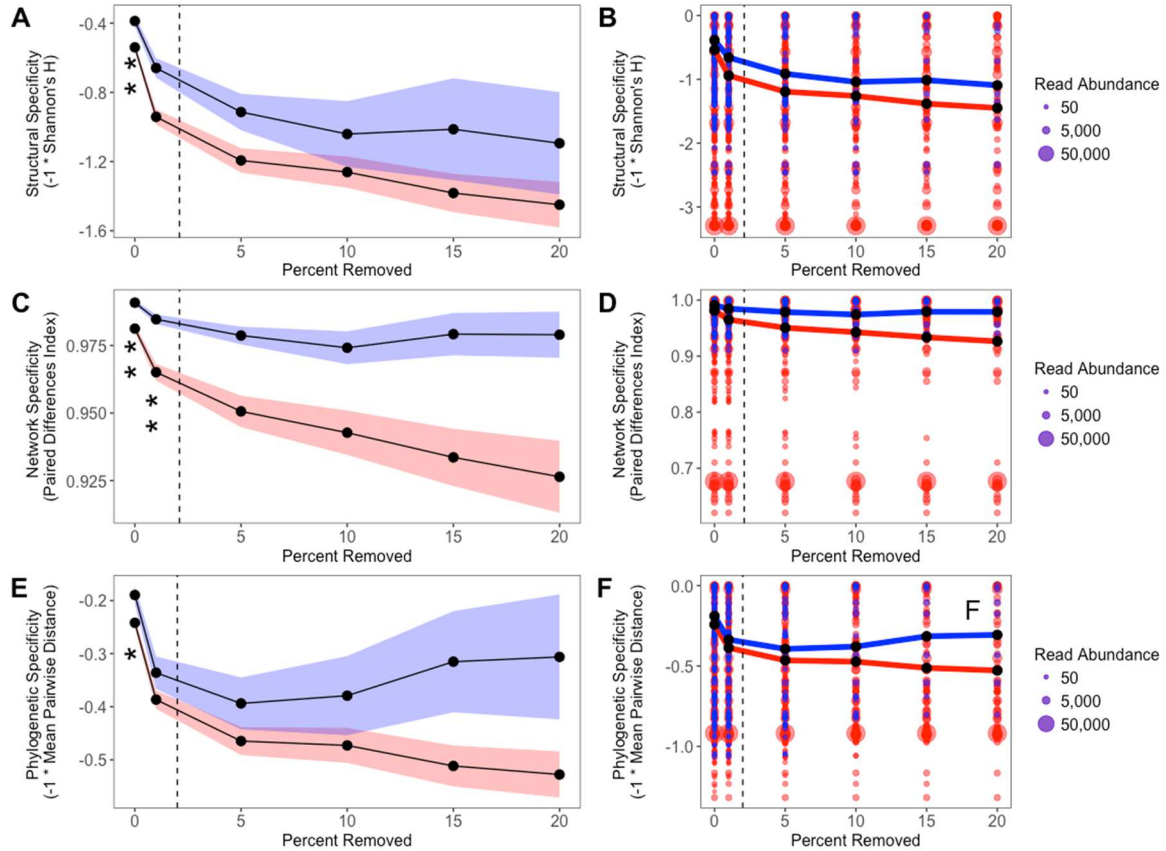 A
Structural Specificity
(-1 * Shannon's H)
-0.4
-0.8
-1.2
-1.6
*
*
0
5
10
15
20
Percent Removed
B
Structural Specificity
(-1 * Shannon's H)
0
-1
-2
-3
0
5
10
15
20
Percent Removed
Read Abundance
50
5,000
50,000
C
Network Specificity
(Paired Differences Index)
0.975
0.950
0.925
*
*
*
*
0
5
10
15
20
Percent Removed
D
Network Specificity
(Paired Differences Index)
1.0
0.9
0.8
0.7
0
5
10
15
20
Percent Removed
Read Abundance
50
5,000
50,000
E
Phylogenetic Specificity
(-1 * Mean Pairwise Distance)
-0.2
-0.3
-0.4
-0.5
*
0
5
10
15
20
Percent Removed
F
Phylogenetic Specificity
(-1 * Mean Pairwise Distance)
0.0
-0.5
-1.0
F
0
5
10
15
20
Percent Removed
Read Abundance
50
5,000
50,000